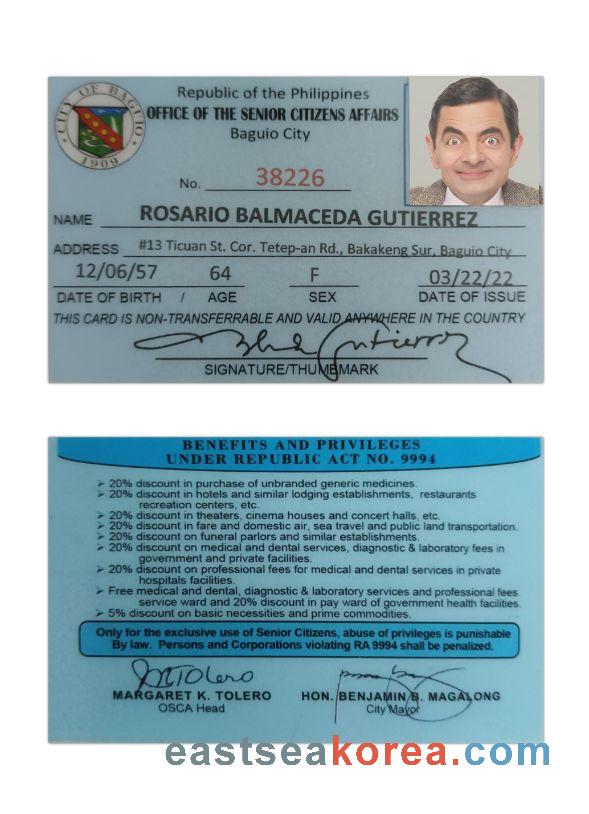 CITY OF BAGUIO
1909
Republic of the Philippines
OFFICE OF THE SENIOR CITIZENS AFFAIRS
Baguio City
No. 38226
NAME ROSARIO BALMACEDA GUTIERREZ
ADDRESS #13 Ticuan St. Cor. Tetep-an Rd., Bakakeng Sur, Baguio City
12/06/57 64 F 03/22/22
DATE OF BIRTH / AGE SEX DATE OF ISSUE
THIS CARD IS NON-TRANSFERRABLE AND VALID ANYWHERE IN THE COUNTRY
Gutierrez
SIGNATURE/THUMBMARK
BENEFITS AND PRIVILEGES
UNDER REPUBLIC ACT NO. 9994
➢ 20% discount in purchase of unbranded generic medicines.
➢ 20% discount in hotels and similar lodging establishments, restaurants
recreation centers, etc.
➢ 20% discount in theaters, cinema houses and concert halls, etc.
➢ 20% discount in fare and domestic air, sea travel and public land transportation.
➢ 20% discount on funeral parlors and similar establishments.
➢ 20% discount on medical and dental services, diagnostic & laboratory fees in
government and private facilities.
➢ 20% discount on professional fees for medical and dental services in private
hospitals facilities.
➢ Free medical and dental, diagnostic & laboratory services and professional fees
service ward and 20% discount in pay ward of government health facilities.
➢ 5% discount on basic necessities and prime commodities.
Only for the exclusive use of Senior Citizens, abuse of privileges is punishable
By law. Persons and Corporations violating RA 9994 shall be penalized.
MKTolero
MARGARET K. TOLERO HON. BENJAMIN B. MAGALONG
OSCA Head City Mayor
eastseakorea.com